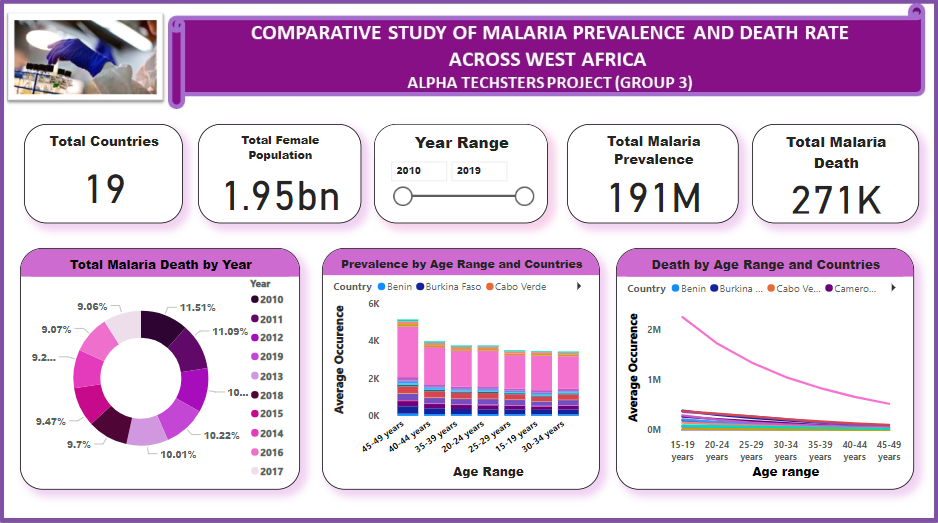 COMPARATIVE STUDY OF MALARIA PREVALENCE AND DEATH RATE
ACROSS WEST AFRICA
ALPHA TECHSTERS PROJECT (GROUP 3)
Total Countries
19
Total Female
Population
1.95bn
Year Range
2010 2019
Total Malaria
Prevalence
191M
Total Malaria
Death
271K
Total Malaria Death by Year
Year
2010
2011
2012
2019
2013
2018
2015
2014
2016
2017
11.51%
11.09%
10...
10.22%
10.01%
9.7%
9.47%
9.2...
9.07%
9.06%
Prevalence by Age Range and Countries
Country Benin Burkina Faso Cabo Verde
Average Occurence
6K
4K
2K
0K
45-49 years
40-44 years
35-39 years
20-24 years
25-29 years
15-19 years
30-34 years
Age Range
Death by Age Range and Countries
Country Benin Burkina ... Cabo Ve... Camero...
Average Occurrence
2M
1M
0M
15-19 20-24 25-29 30-34 35-39 40-44 45-49
years years years years years years years
Age range